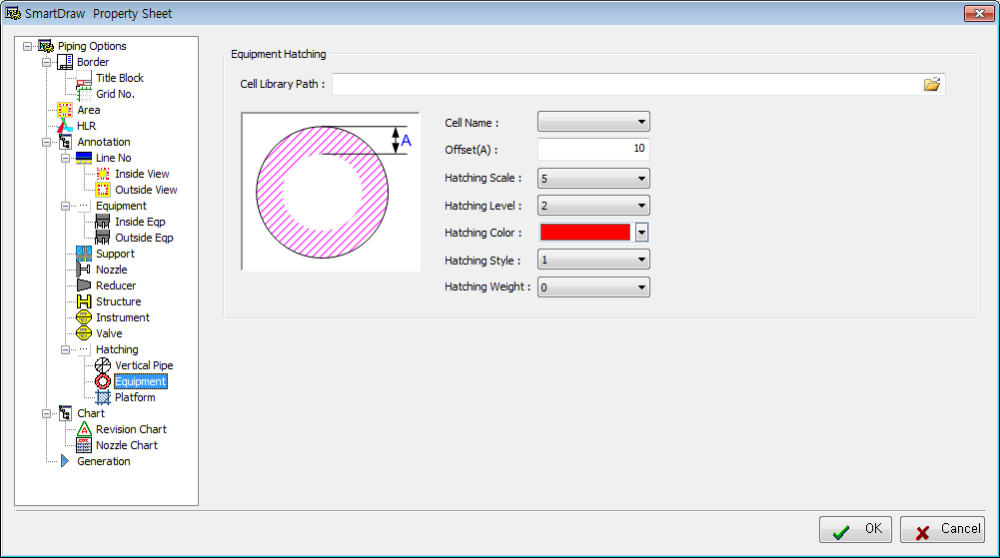 SmartDraw Property Sheet
Piping Options
Border
Title Block
Grid No.
Area
HLR
Annotation
Line No
Inside View
Outside View
Equipment
Inside Eqp
Outside Eqp
Support
Nozzle
Reducer
Structure
Instrument
Valve
Hatching
Vertical Pipe
Equipment
Platform
Chart
Revision Chart
Nozzle Chart
Generation
Equipment Hatching
Cell Library Path :
A
Cell Name :
Offset(A) : 10
Hatching Scale : 5
Hatching Level : 2
Hatching Color :
Hatching Style : 1
Hatching Weight : 0
OK Cancel